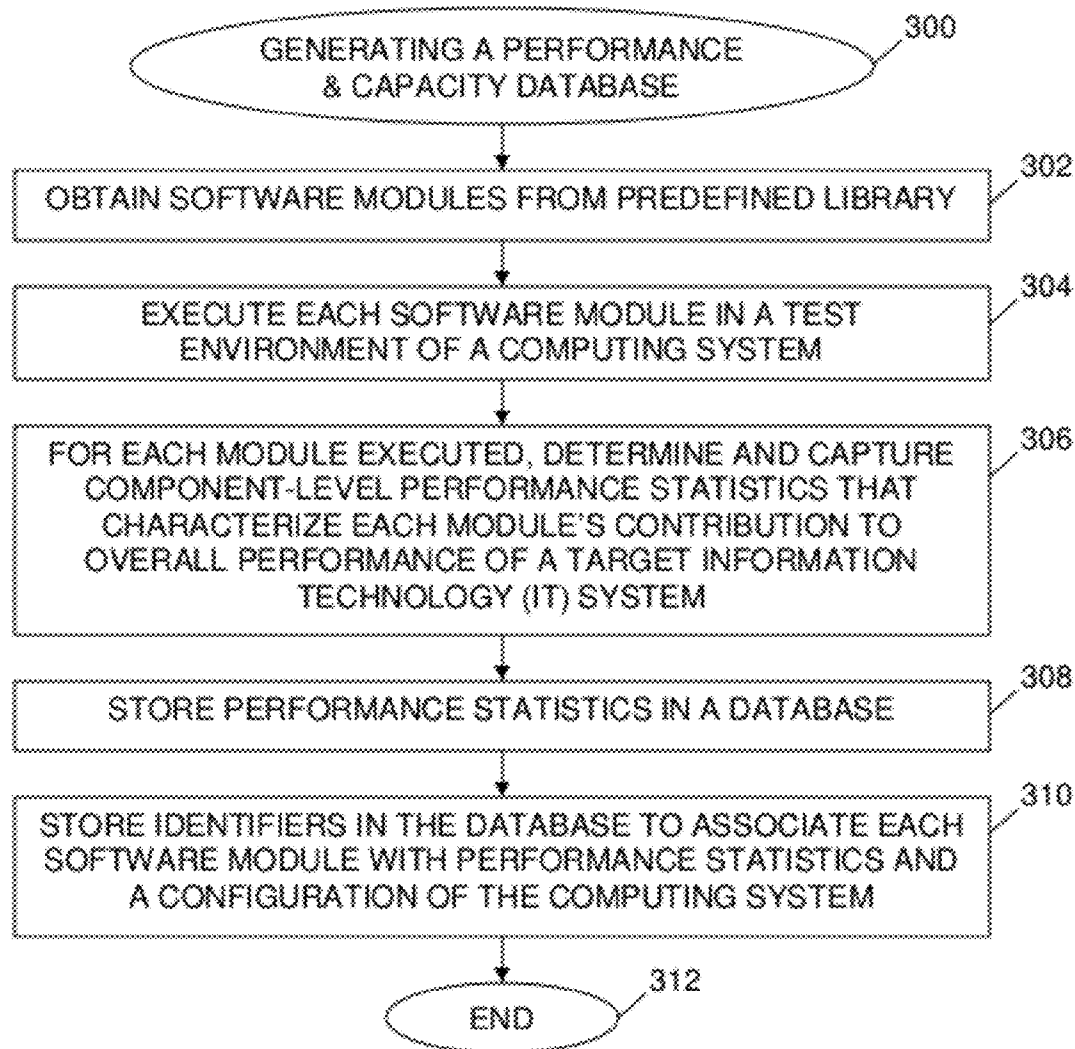 GENERATING A PERFORMANCE
& CAPACITY DATABASE
300
302
OBTAIN SOFTWARE MODULES FROM PREDEFINED LIBRARY
304
EXECUTE EACH SOFTWARE MODULE IN A TEST
ENVIRONMENT OF A COMPUTING SYSTEM
306
FOR EACH MODULE EXECUTED, DETERMINE AND CAPTURE
COMPONENT-LEVEL PERFORMANCE STATISTICS THAT
CHARACTERIZE EACH MODULE'S CONTRIBUTION TO
OVERALL PERFORMANCE OF A TARGET INFORMATION
TECHNOLOGY (IT) SYSTEM
308
STORE PERFORMANCE STATISTICS IN A DATABASE
310
STORE IDENTIFIERS IN THE DATABASE TO ASSOCIATE EACH
SOFTWARE MODULE WITH PERFORMANCE STATISTICS AND
A CONFIGURATION OF THE COMPUTING SYSTEM
312
END